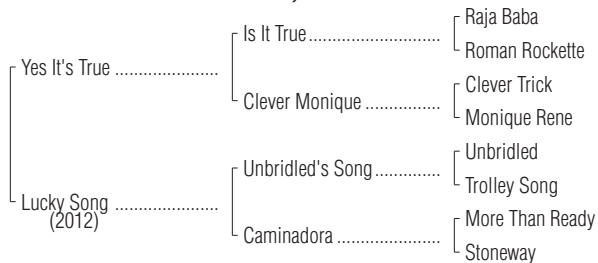 Raja Baba
Is It True
Roman Rockette
Yes It's True
Clever Trick
Clever Monique
Monique Rene
Unbridled
Unbridled's Song
Trolley Song
Lucky Song
(2012)
More Than Ready
Caminadora
Stoneway